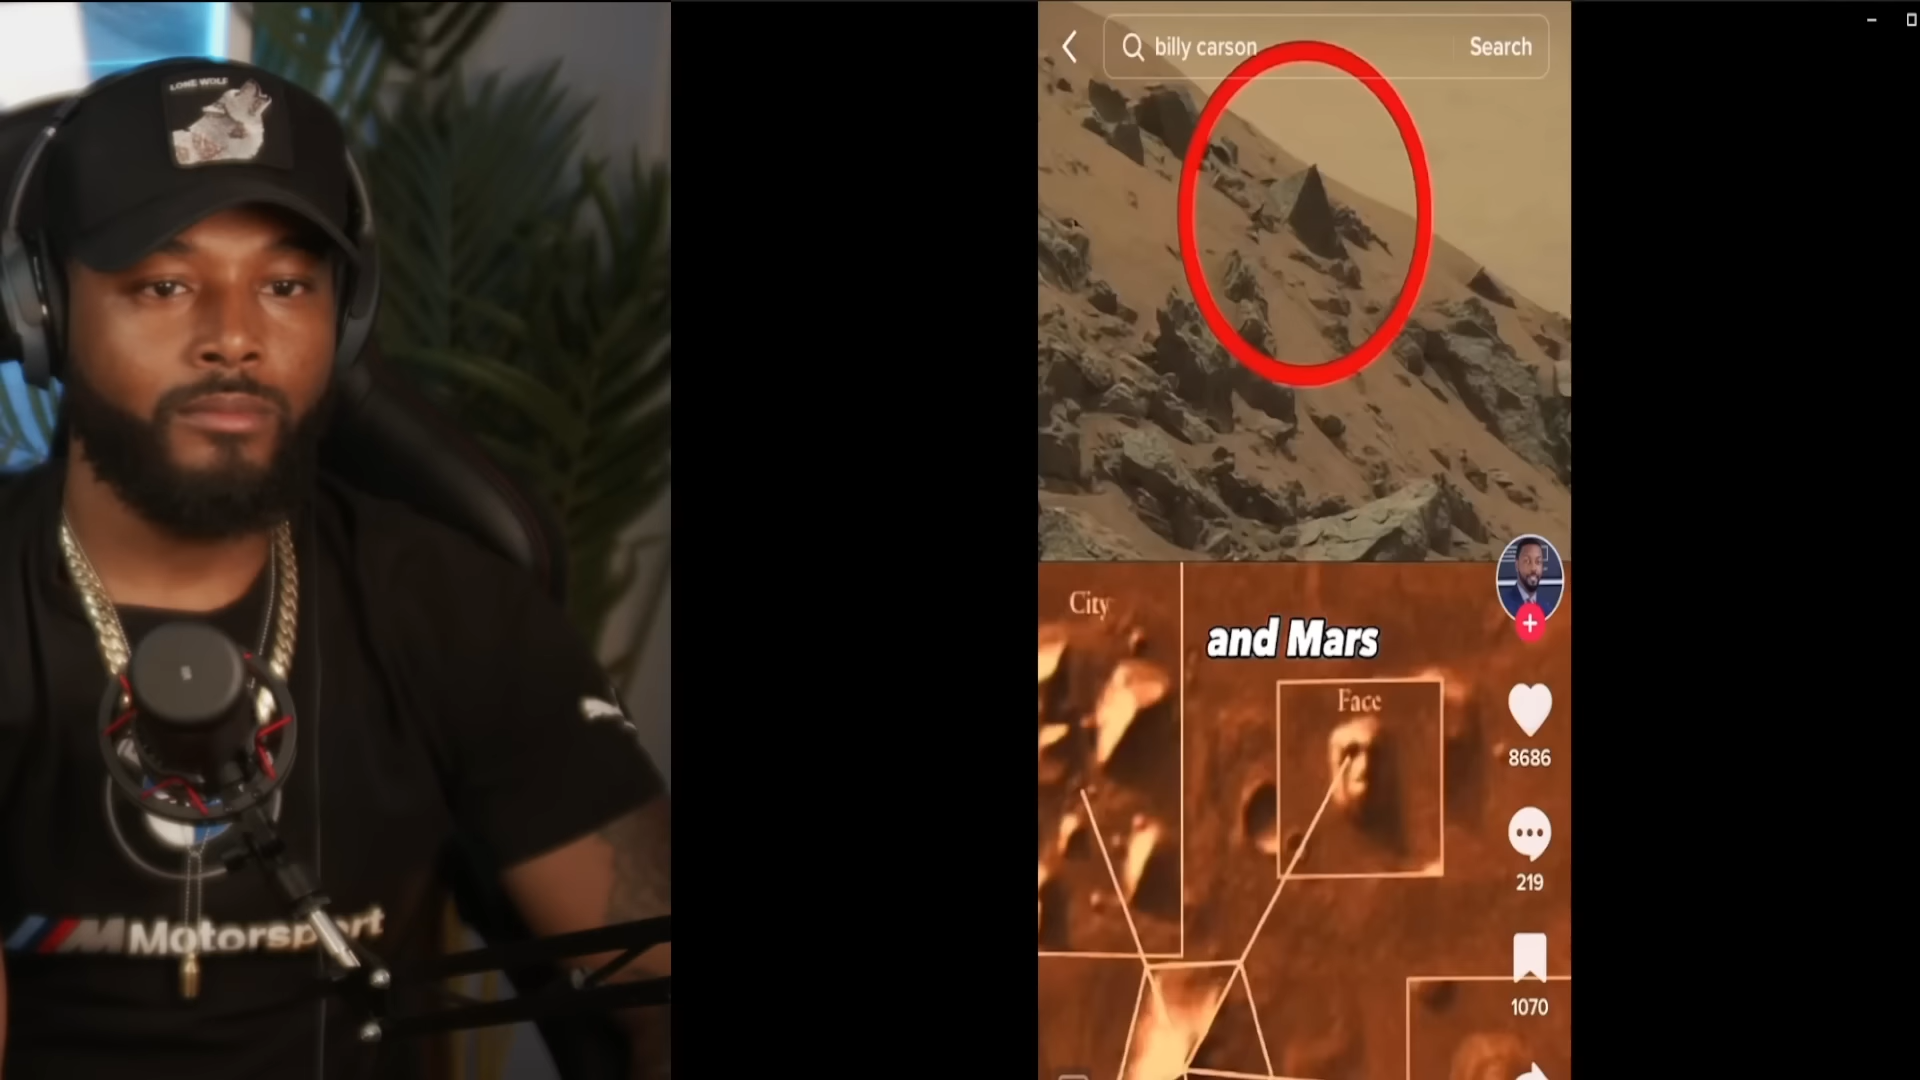 LONE WOLF
M Motorsport
billy carson
Search
City
and Mars
Face
8686
219
1070